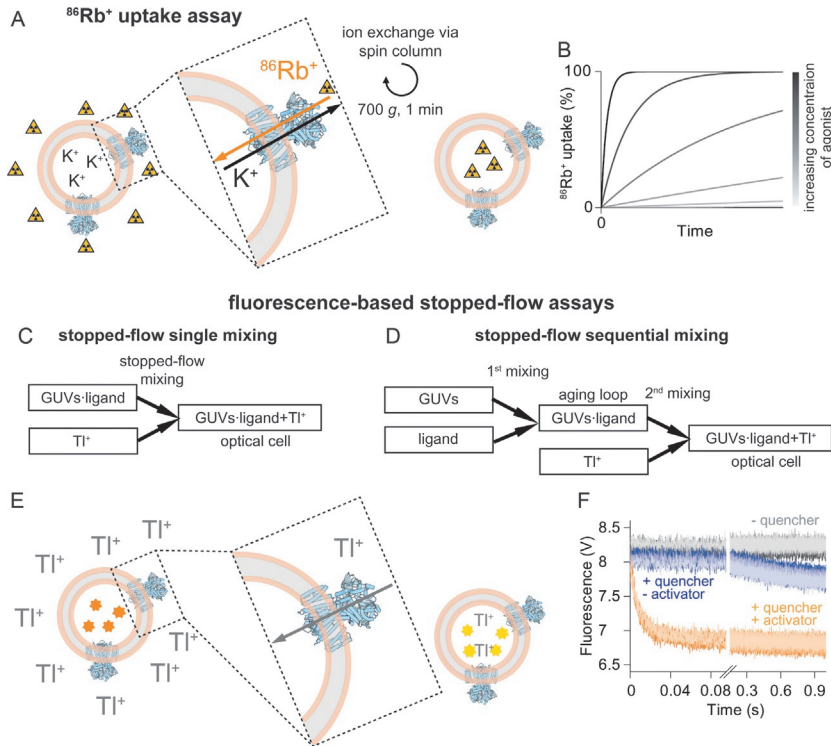 A
⁸⁶Rb⁺ uptake assay
ion exchange via
spin column
700 g, 1 min
⁸⁶Rb⁺
K⁺
K⁺
K⁺
K⁺
B
100
0
⁸⁶Rb⁺ uptake (%)
0
Time
increasing concentraion
of agonist
fluorescence-based stopped-flow assays
C stopped-flow single mixing
stopped-flow
mixing
GUVs·ligand
Tl⁺
GUVs·ligand+Tl⁺
optical cell
D stopped-flow sequential mixing
1st mixing
GUVs
ligand
aging loop
GUVs·ligand
2nd mixing
Tl⁺
GUVs·ligand+Tl⁺
optical cell
E
Tl⁺
Tl⁺
Tl⁺
Tl⁺
Tl⁺
Tl⁺
Tl⁺
Tl⁺
Tl⁺
Tl⁺
Tl⁺
Tl⁺
Tl⁺
F
- quencher
+ quencher
- activator
+ quencher
+ activator
8.5
8
7.5
7
6.5
Fluorescence (V)
0 0.04 0.08 0.3 0.6 0.9
Time (s)